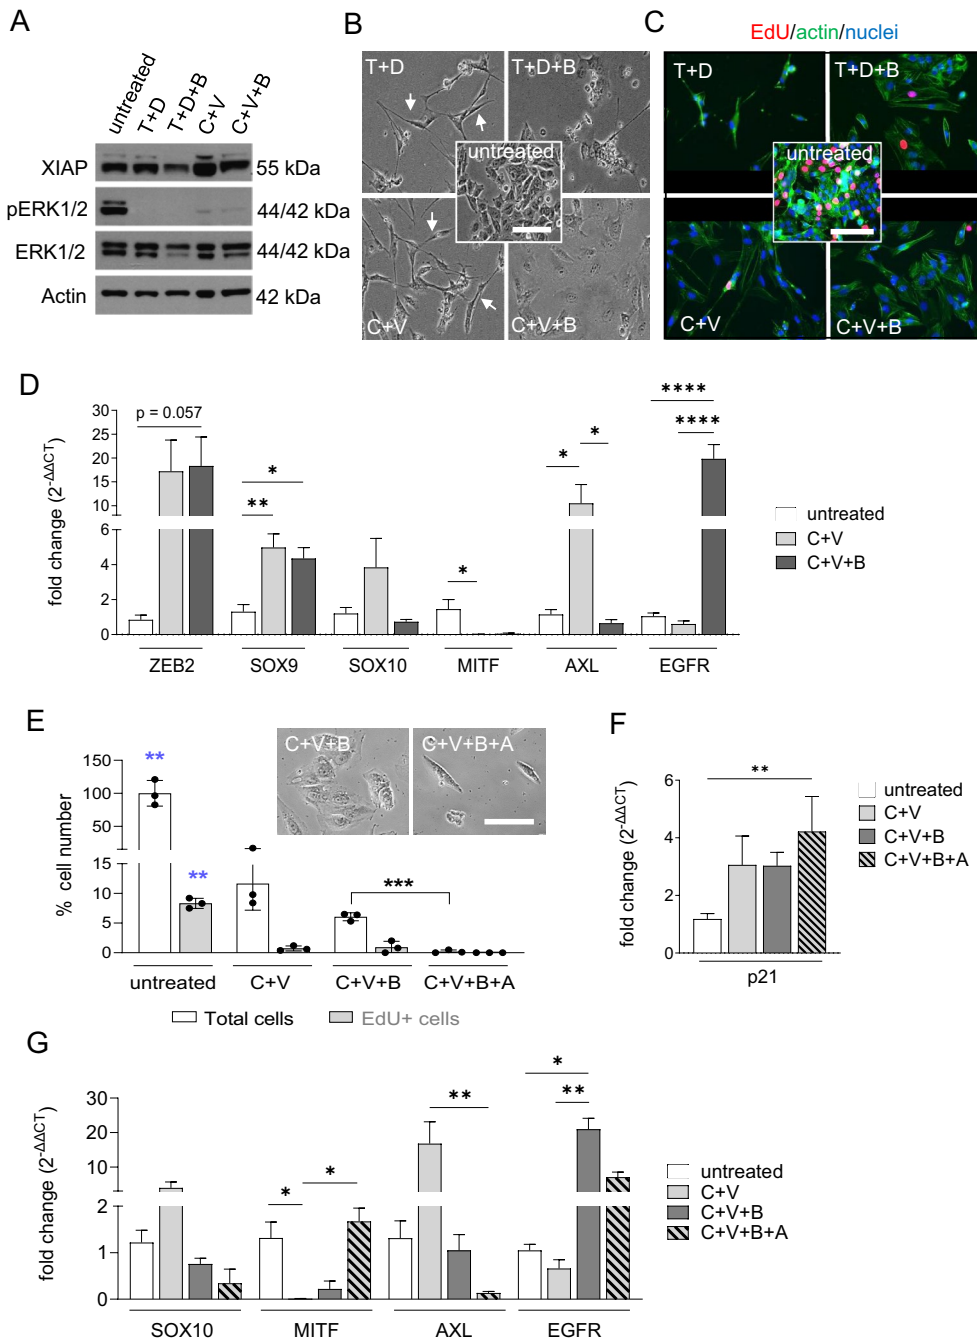 A
untreated
T+D
T+D+B
C+V
C+V+B
XIAP
55 kDa
pERK1/2
44/42 kDa
ERK1/2
44/42 kDa
Actin
42 kDa
B
T+D
T+D+B
untreated
C+V
C+V+B
C
EdU/actin/nuclei
T+D
T+D+B
untreated
C+V
C+V+B
D
fold change (2-ΔΔCT)
30
25
20
15
10
6
4
2
0
p = 0.057
**
*
*
*
*
****
****
ZEB2
SOX9
SOX10
MITF
AXL
EGFR
untreated
C+V
C+V+B
E
% cell number
150
100
50
15
10
5
0
**
**
***
C+V+B
C+V+B+A
untreated
C+V
C+V+B
C+V+B+A
Total cells
EdU+ cells
F
fold change (2-ΔΔCT)
6
4
2
0
**
p21
untreated
C+V
C+V+B
C+V+B+A
G
fold change (2-ΔΔCT)
30
20
10
2
1
0
*
*
**
*
**
SOX10
MITF
AXL
EGFR
untreated
C+V
C+V+B
C+V+B+A